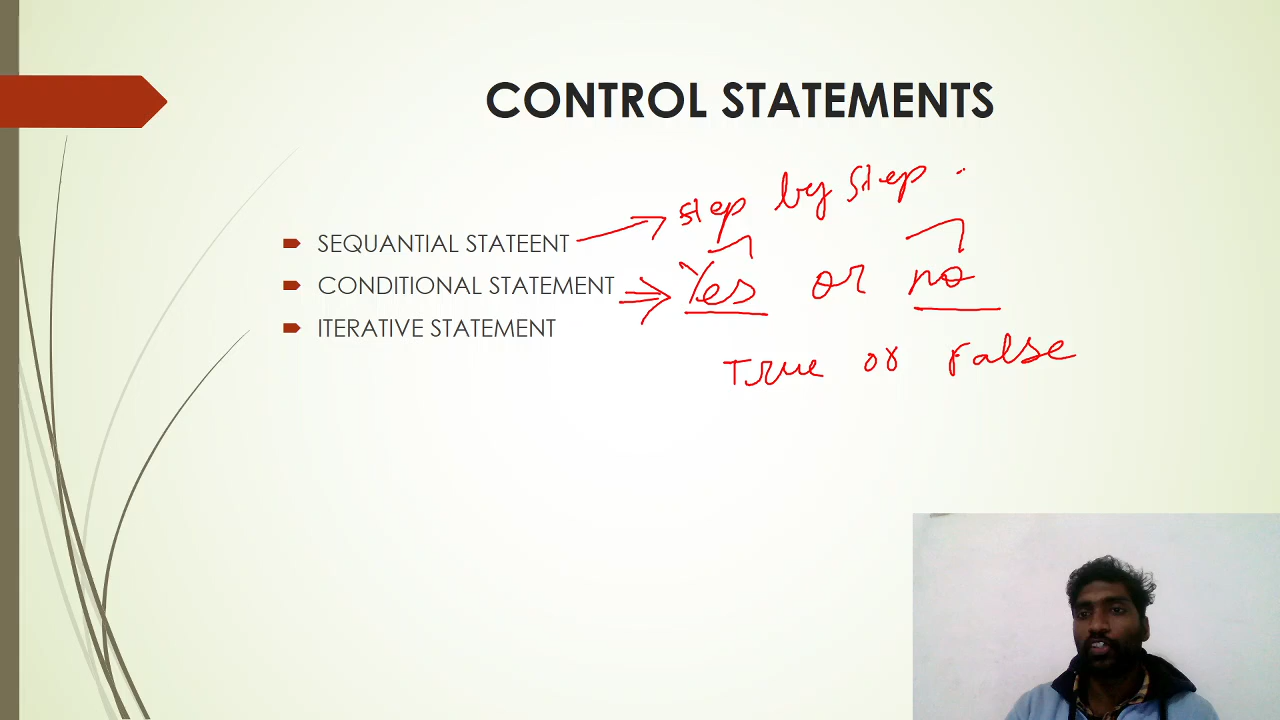 CONTROL STATEMENTS
step by step.
SEQUANTIAL STATEENT
CONDITIONAL STATEMENT
Yes or no
ITERATIVE STATEMENT
True or False